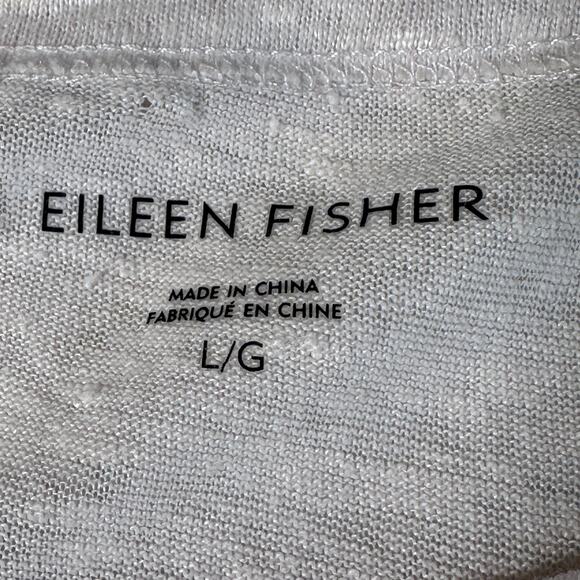 EILEEN FISHER
MADE IN CHINA
FABRIQUÉ EN CHINE
L/G